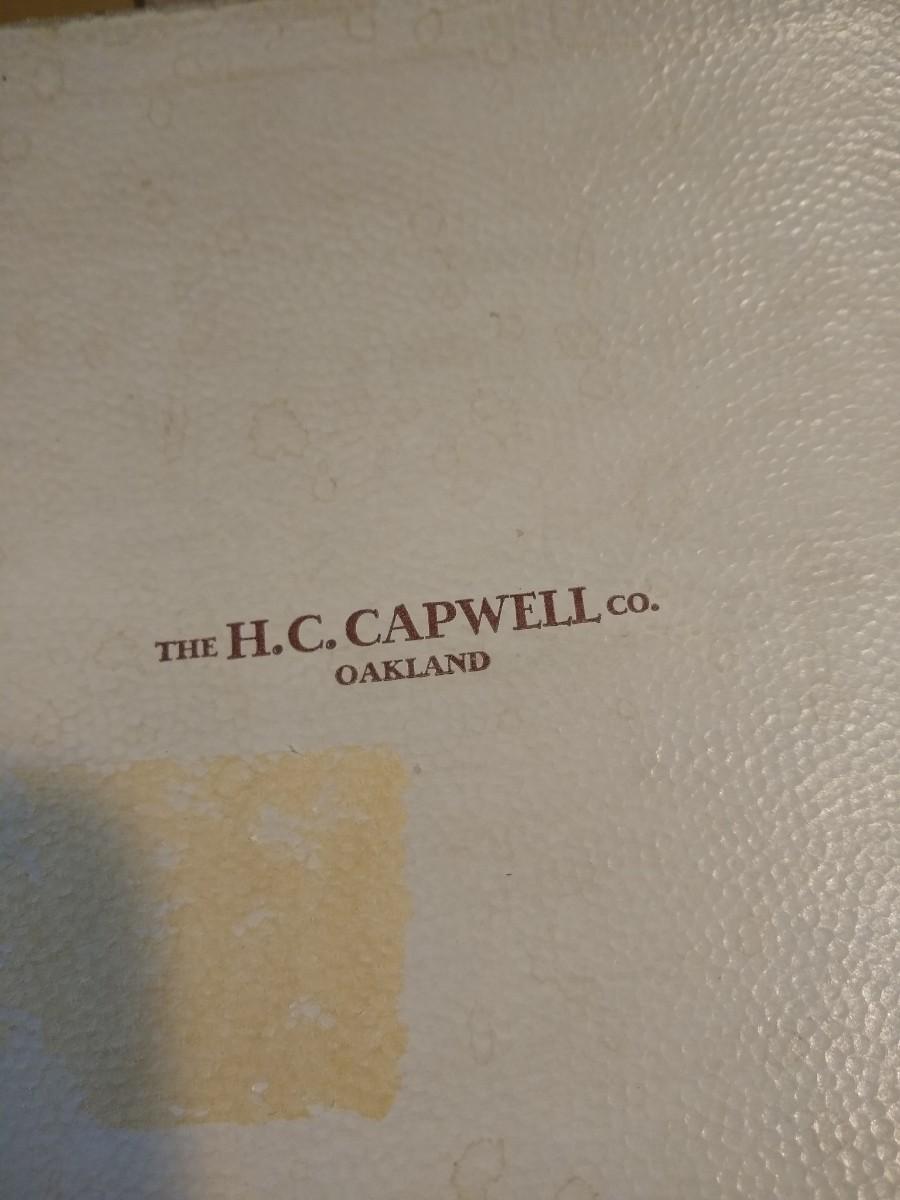 THE H.C. CAPWELL CO.
OAKLAND